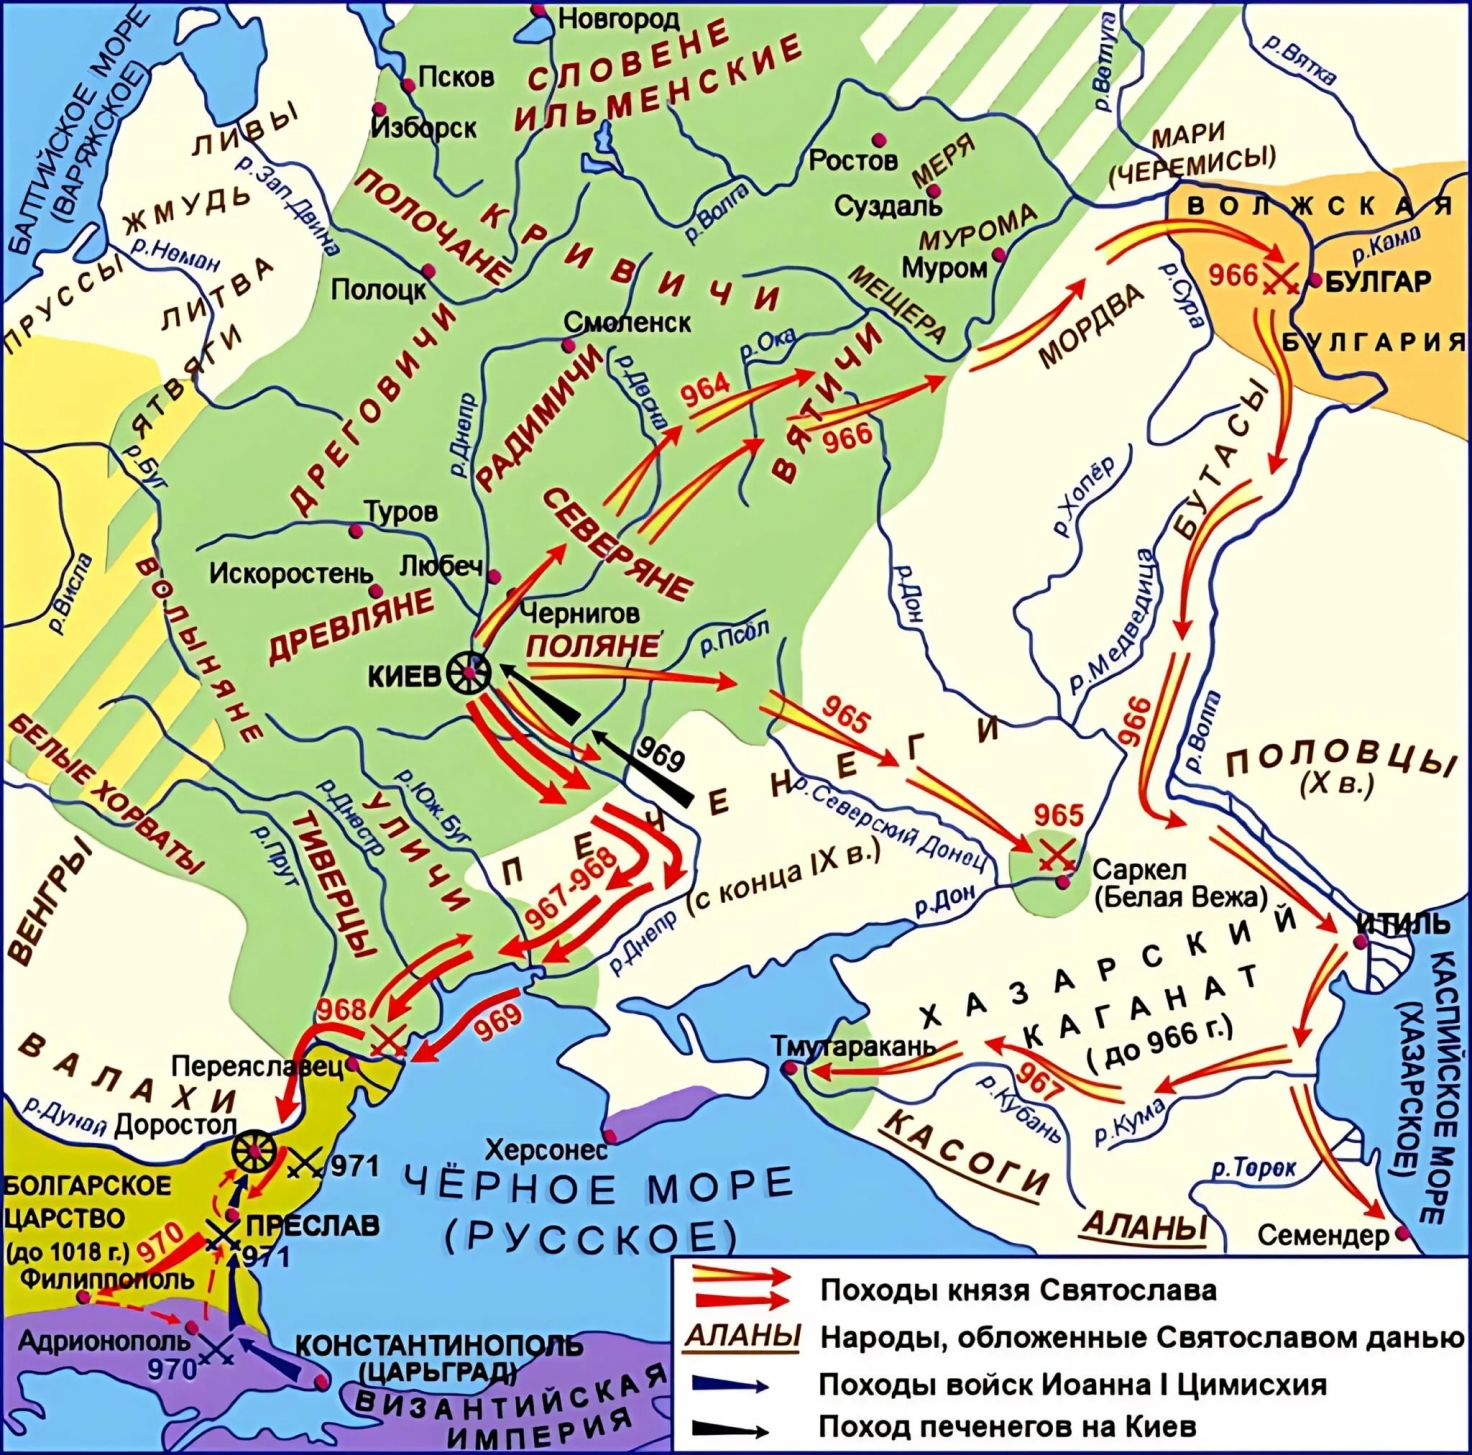 Новгород
СЛОВЕНЕ
ИЛЬМЕНСКИЕ
Псков
Изборск
БАЛТИЙСКОЕ МОРЕ
(ВАРЯЖСКОЕ)
ЛИВЫ
р.Зап.Двина
ЖМУДЬ
р.Неман
ПРУССЫ
ЛИТВА
ЯТВЯГИ
ПОЛОЧАНЕ
КРИВИЧИ
Полоцк
Смоленск
р.Волга
Ростов
МЕРЯ
Суздаль
МУРОМА
Муром
МЕЩЕРА
р.Ветлуга
р.Вятка
МАРИ
(ЧЕРЕМИСЫ)
ВОЛЖСКАЯ
р.Кама
966
БУЛГАР
БУЛГАРИЯ
р.Сура
МОРДВА
р.Ока
ДРЕГОВИЧИ
р.Днепр
РАДИМИЧИ
р.Десна
964
ВЯТИЧИ
966
БУТАСЫ
р.Буг
р.Висла
ВОЛЫНЯНЕ
БЕЛЫЕ ХОРВАТЫ
Туров
Искоростень
Любеч
ДРЕВЛЯНЕ
СЕВЕРЯНЕ
Чернигов
ПОЛЯНЕ
КИЕВ
р.Псёл
р.Дон
р.Хопёр
р.Медведица
966
р.Волга
ПОЛОВЦЫ
(X в.)
965
969
ПЕЧЕНЕГИ
(с конца IX в.)
р.Северский Донец
965
Саркел
(Белая Вежа)
р.Дон
р.Юж.Буг
р.Днестр
р.Прут
УЛИЧИ
ТИВЕРЦЫ
ВЕНГРЫ
967-968
р.Днепр
ИТИЛЬ
ХАЗАРСКИЙ
КАГАНАТ
(до 966 г.)
КАСПИЙСКОЕ МОРЕ
(ХАЗАРСКОЕ)
968
969
ВАЛАХИ
Переяславец
р.Дунай
Доростол
Тмутаракань
967
р.Кубань
р.Кума
КАСОГИ
р.Терек
АЛАНЫ
Семендер
Херсонес
ЧЁРНОЕ МОРЕ
(РУССКОЕ)
971
БОЛГАРСКОЕ
ЦАРСТВО
(до 1018 г.)
970
ПРЕСЛАВ
971
Филиппополь
Адрионополь
970
КОНСТАНТИНОПОЛЬ
(ЦАРЬГРАД)
ВИЗАНТИЙСКАЯ
ИМПЕРИЯ
Походы князя Святослава
АЛАНЫ Народы, обложенные Святославом данью
Походы войск Иоанна I Цимисхия
Поход печенегов на Киев